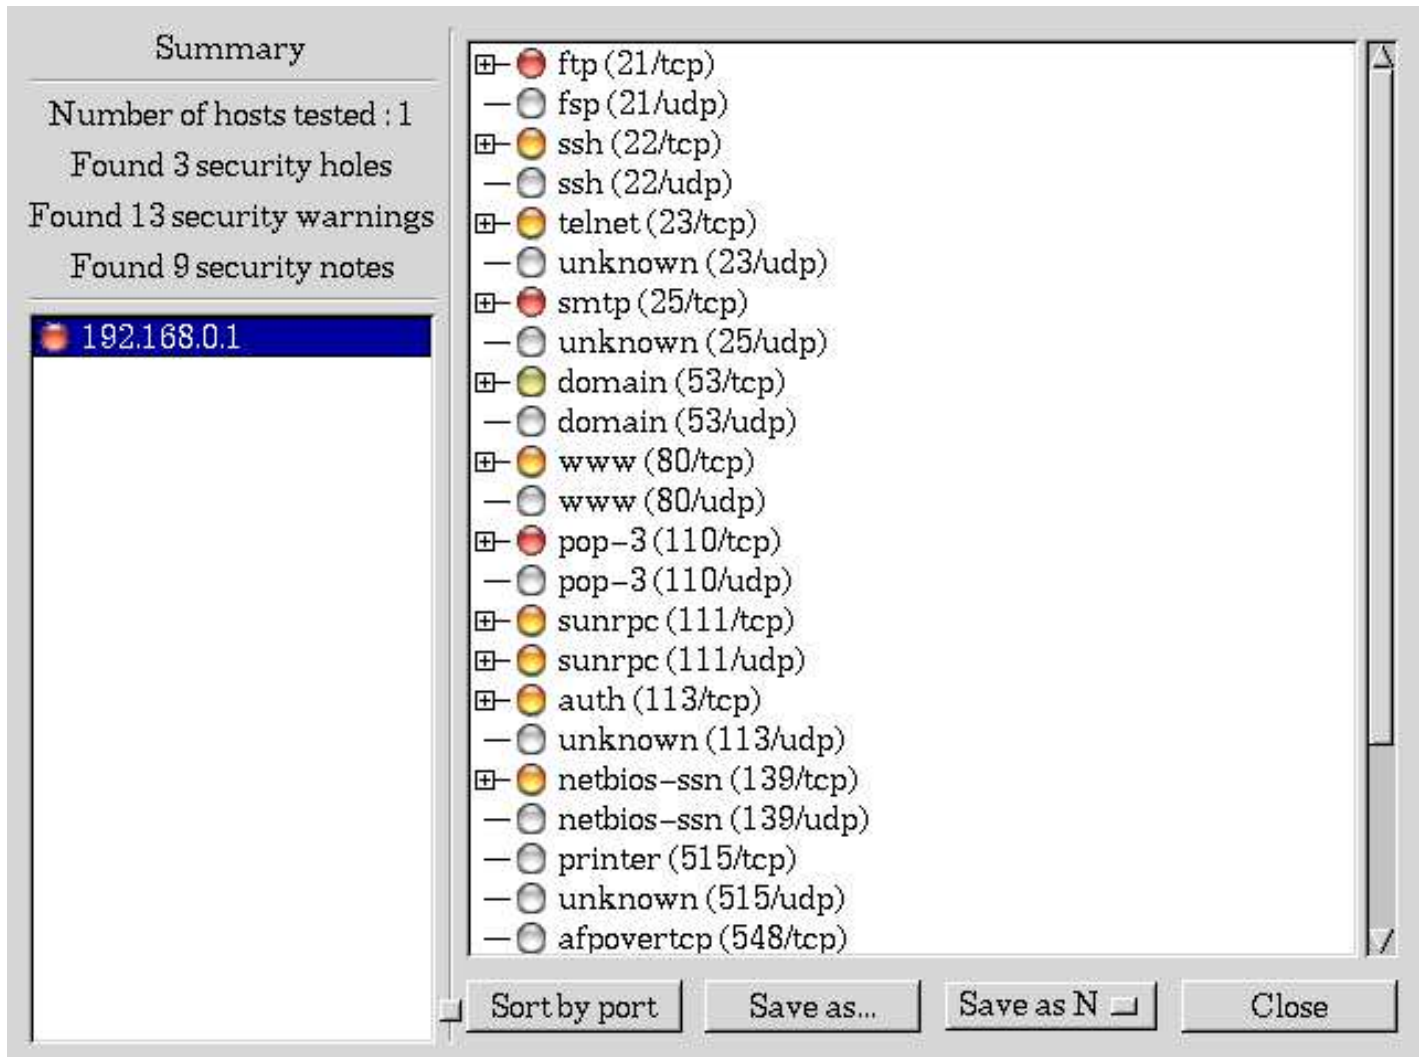 Summary
Number of hosts tested : 1
Found 3 security holes
Found 13 security warnings
Found 9 security notes
192.168.0.1
ftp (21/tcp)
fsp (21/udp)
ssh (22/tcp)
ssh (22/udp)
telnet (23/tcp)
unknown (23/udp)
smtp (25/tcp)
unknown (25/udp)
domain (53/tcp)
domain (53/udp)
www (80/tcp)
www (80/udp)
pop-3 (110/tcp)
pop-3 (110/udp)
sunrpc (111/tcp)
sunrpc (111/udp)
auth (113/tcp)
unknown (113/udp)
netbios-ssn (139/tcp)
netbios-ssn (139/udp)
printer (515/tcp)
unknown (515/udp)
afpovertcp (548/tcp)
Sort by port
Save as...
Save as N
Close